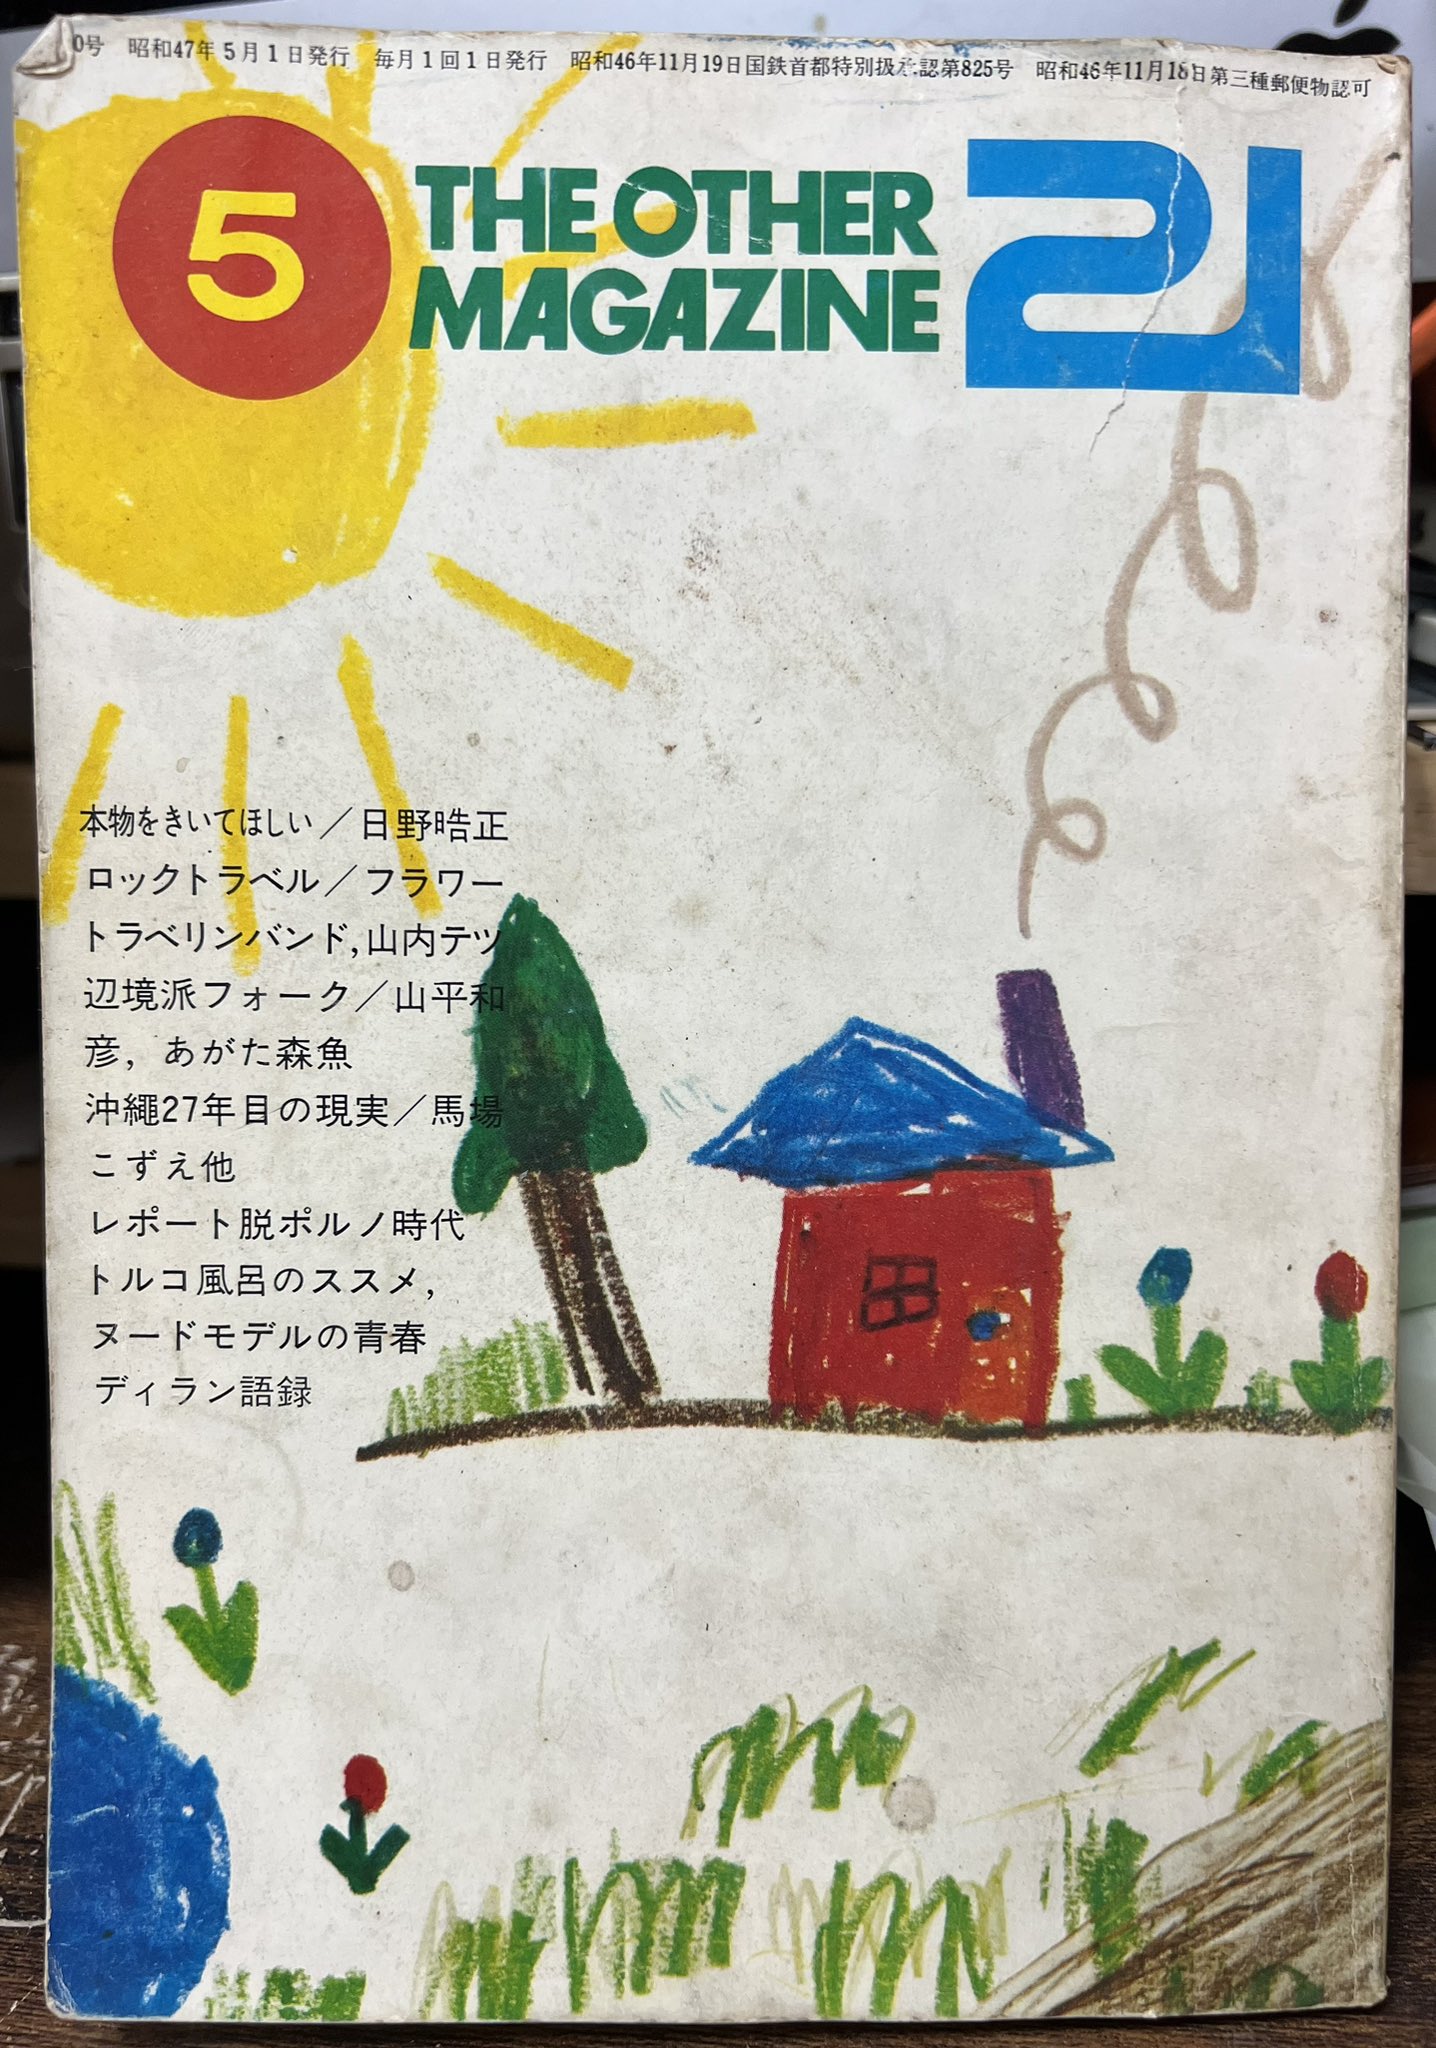 0号 昭和47年5月1日発行 毎月1回1日発行 昭和46年11月19日国鉄首都特別扱承認第825号 昭和46年11月18日第三種郵便物認可
5
THE OTHER
MAGAZINE
21
本物をきいてほしい／日野皓正
ロックトラベル／フラワー
トラベリンバンド,山内テツ
辺境派フォーク／山平和
彦，あがた森魚
沖縄27年目の現実／馬場
こずえ他
レポート脱ポルノ時代
トルコ風呂のススメ，
ヌードモデルの青春
ディラン語録